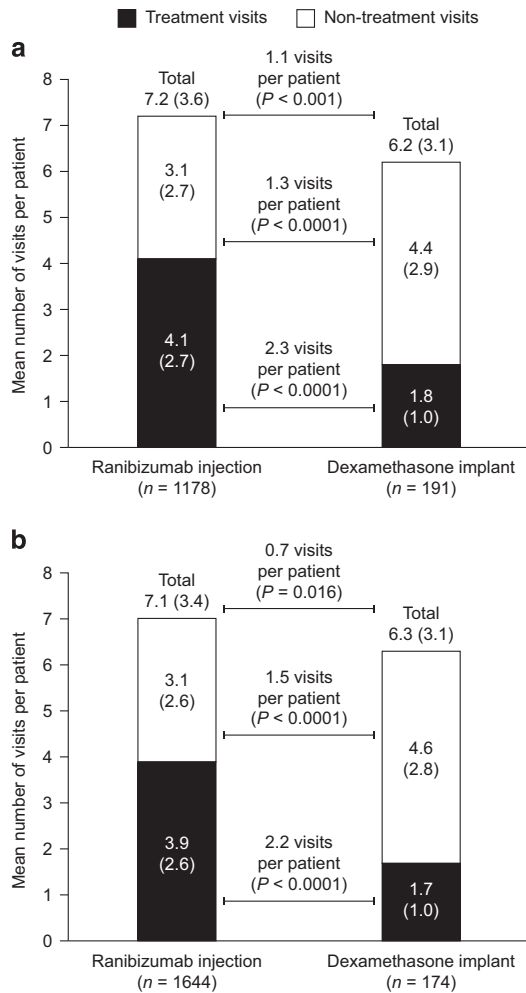 Treatment visits
Non-treatment visits
a
Mean number of visits per patient
8
7
6
5
4
3
2
1
0
Total
7.2 (3.6)
3.1
(2.7)
4.1
(2.7)
1.1 visits
per patient
(P < 0.001)
1.3 visits
per patient
(P < 0.0001)
2.3 visits
per patient
(P < 0.0001)
Total
6.2 (3.1)
4.4
(2.9)
1.8
(1.0)
Ranibizumab injection
(n = 1178)
Dexamethasone implant
(n = 191)
b
Mean number of visits per patient
8
7
6
5
4
3
2
1
0
Total
7.1 (3.4)
3.1
(2.6)
3.9
(2.6)
0.7 visits
per patient
(P = 0.016)
1.5 visits
per patient
(P < 0.0001)
2.2 visits
per patient
(P < 0.0001)
Total
6.3 (3.1)
4.6
(2.8)
1.7
(1.0)
Ranibizumab injection
(n = 1644)
Dexamethasone implant
(n = 174)